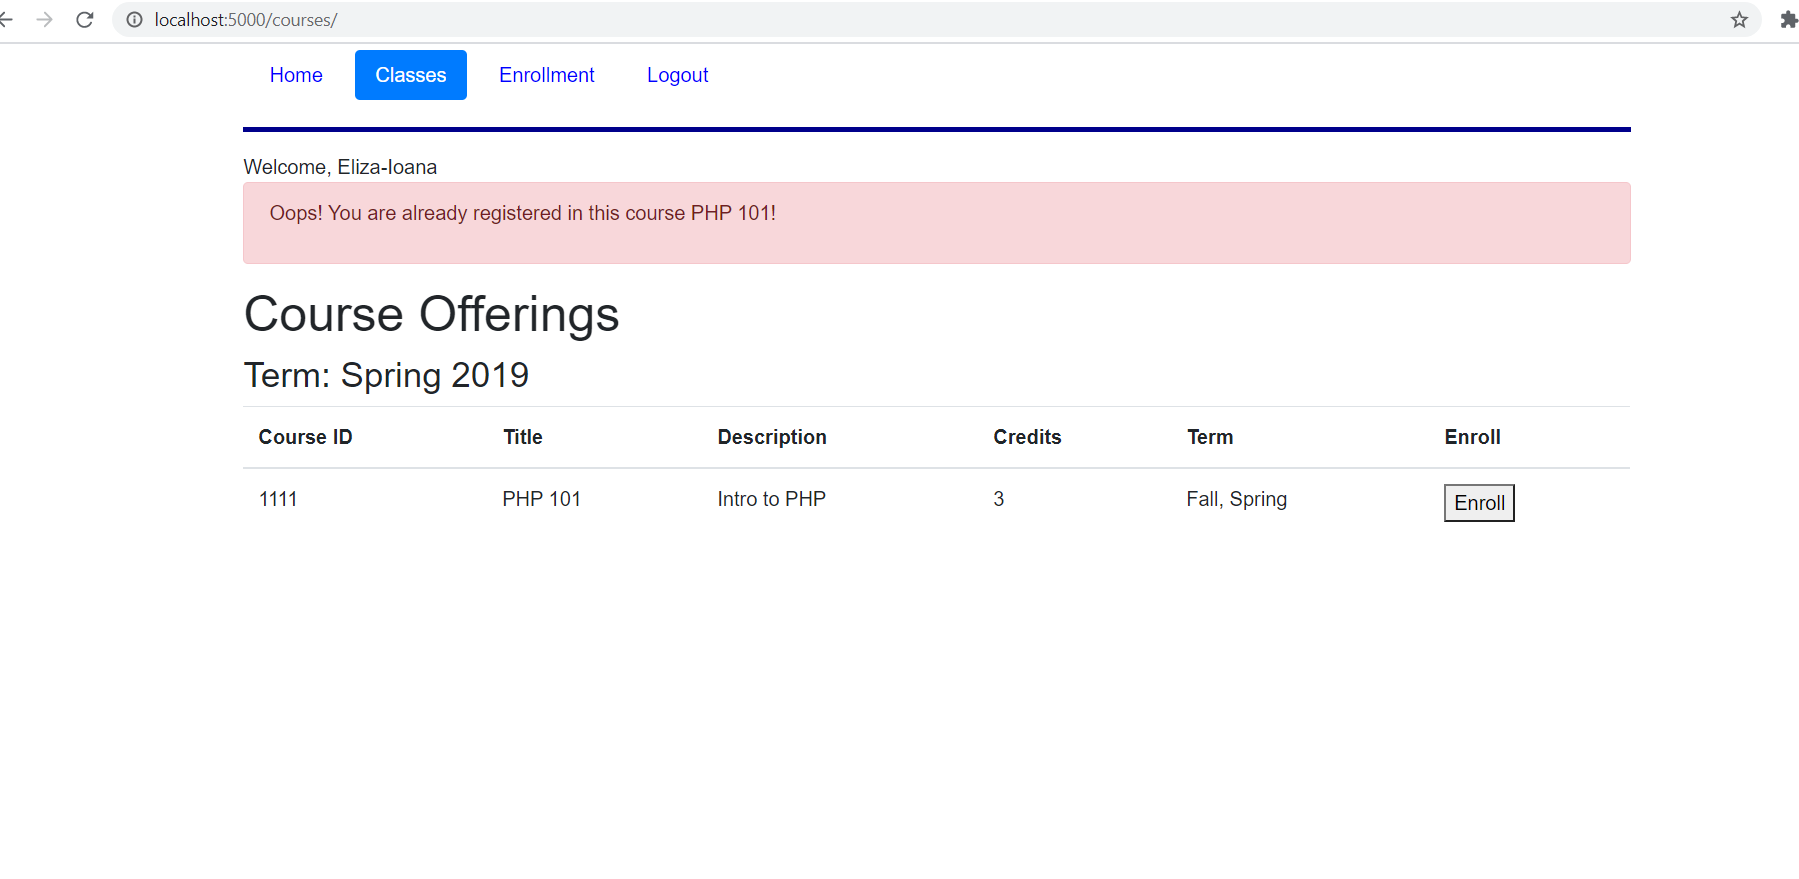 localhost:5000/courses/
Home Classes Enrollment Logout
Welcome, Eliza-Ioana
Oops! You are already registered in this course PHP 101!
Course Offerings
Term: Spring 2019
Course ID Title Description Credits Term Enroll
1111 PHP 101 Intro to PHP 3 Fall, Spring Enroll